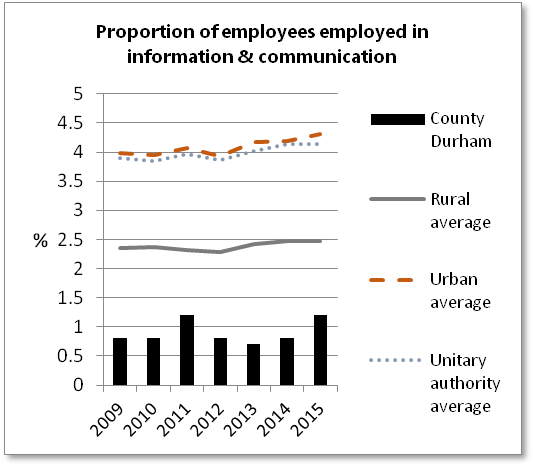 Proportion of employees employed in
information & communication
5
4.5
4
3.5
3
2.5
2
1.5
1
0.5
0
%
2009
2010
2011
2012
2013
2014
2015
County
Durham
Rural
average
Urban
average
Unitary
authority
average